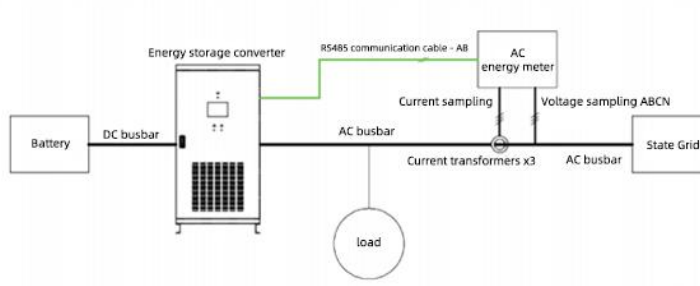 Energy storage converter
RS485 communication cable - AB
AC
energy meter
Current sampling
Voltage sampling ABCN
Battery
DC busbar
AC busbar
State Grid
Current transformers x3
AC busbar
load